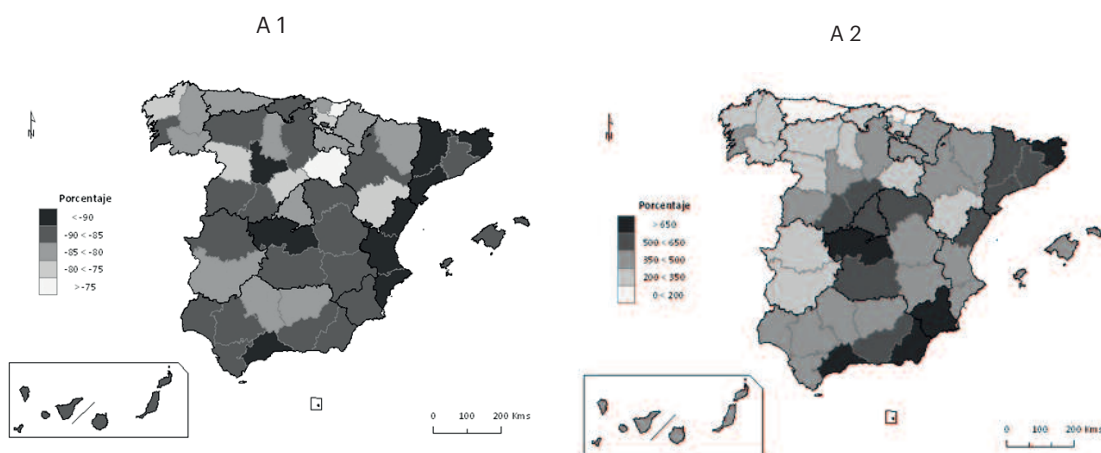 A 1
A 2
N
N
Porcentaje
< -90
-90 < -85
-85 < -80
-80 < -75
> -75
Porcentaje
> 650
500 < 650
350 < 500
200 < 350
0 < 200
0 100 200 Kms
0 100 200 Kms